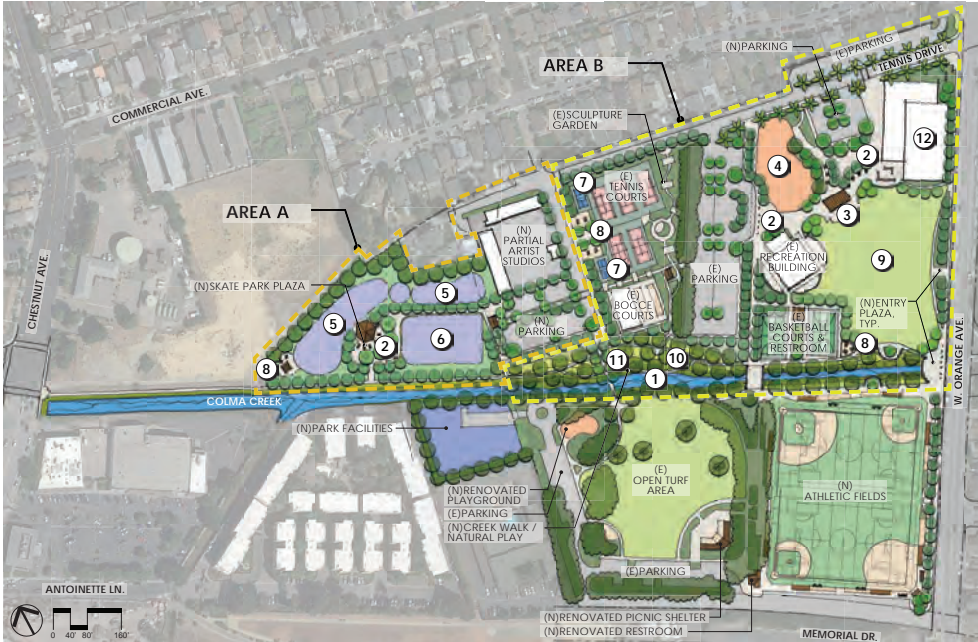 (N)PARKING
(E)PARKING
TENNIS DRIVE
AREA B
COMMERCIAL AVE.
(E)SCULPTURE
GARDEN
12
2
4
7
(E)
TENNIS
COURTS
3
AREA A
2
8
(N)
PARTIAL
ARTIST
STUDIOS
(E)
RECREATION
BUILDING
9
CHESTNUT AVE.
7
(E)
PARKING
(N)SKATE PARK PLAZA
5
(E)
BOCCE
COURTS
(N)ENTRY
PLAZA,
TYP.
5
6
(N)
PARKING
(E)
BASKETBALL
COURTS &
RESTROOM
2
8
W. ORANGE AVE.
8
11
10
1
COLMA CREEK
(N)PARK FACILITIES
(E)
OPEN TURF
AREA
(N)
ATHLETIC FIELDS
(N)RENOVATED
PLAYGROUND
(E)PARKING
(N)CREEK WALK /
NATURAL PLAY
(E)PARKING
ANTOINETTE LN.
0 40' 80' 160'
(N)RENOVATED PICNIC SHELTER
(N)RENOVATED RESTROOM
MEMORIAL DR.